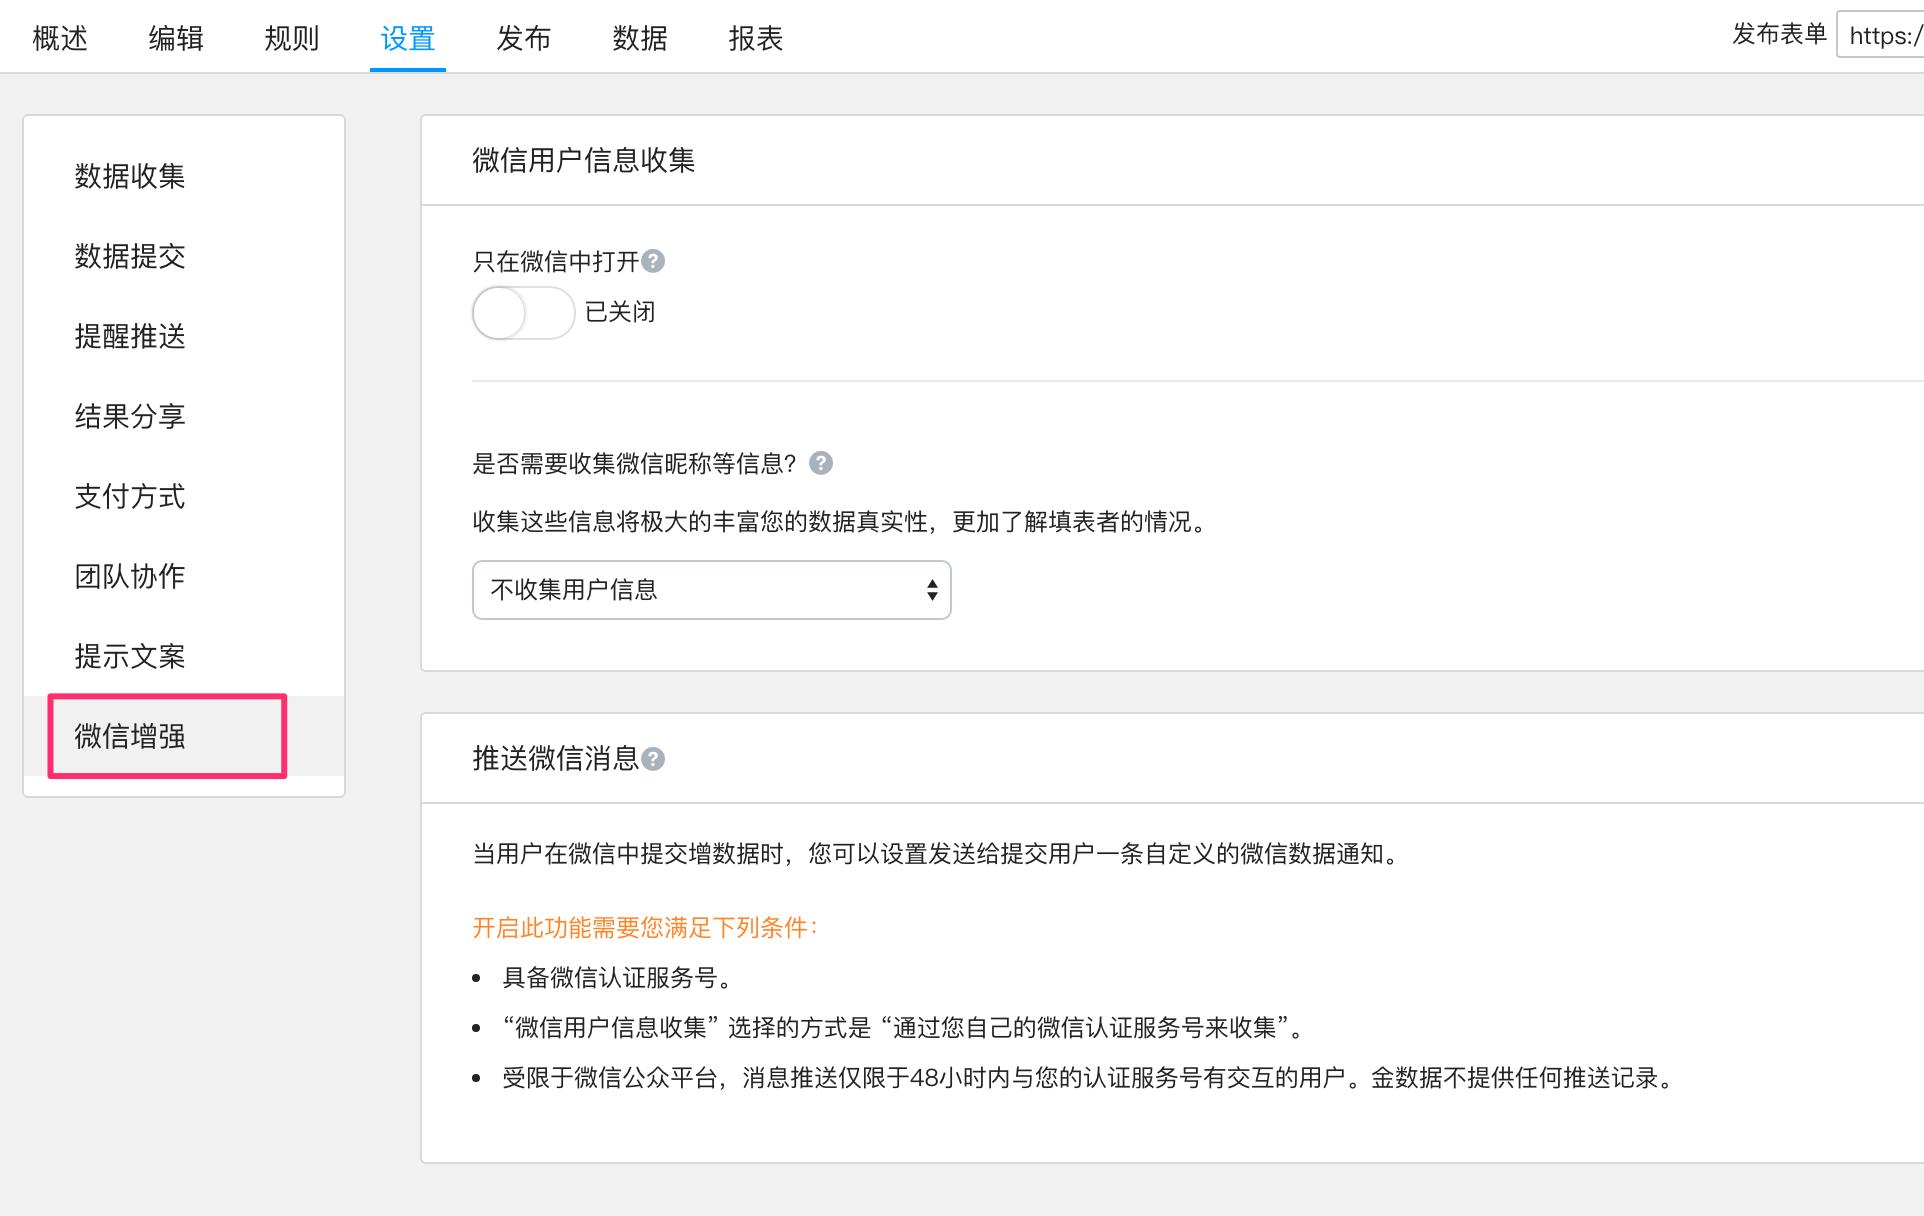 概述 编辑 规则 设置 发布 数据 报表 发布表单 https:/
数据收集
数据提交
提醒推送
结果分享
支付方式
团队协作
提示文案
微信增强
微信用户信息收集
只在微信中打开?
已关闭
是否需要收集微信昵称等信息? ?
收集这些信息将极大的丰富您的数据真实性，更加了解填表者的情况。
不收集用户信息
推送微信消息?
当用户在微信中提交增数据时，您可以设置发送给提交用户一条自定义的微信数据通知。
开启此功能需要您满足下列条件：
• 具备微信认证服务号。
• “微信用户信息收集” 选择的方式是 “通过您自己的微信认证服务号来收集”。
• 受限于微信公众平台，消息推送仅限于48小时内与您的认证服务号有交互的用户。金数据不提供任何推送记录。